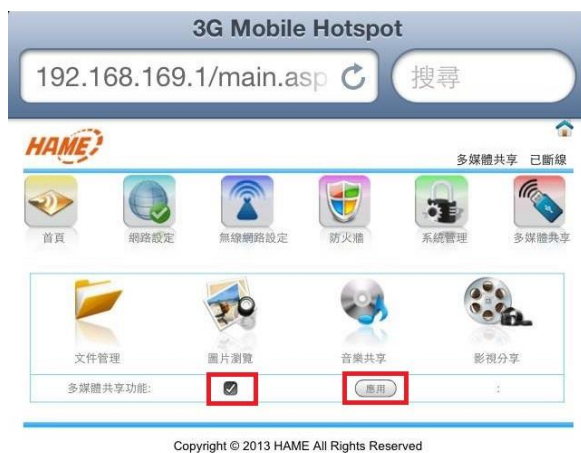 3G Mobile Hotspot
192.168.169.1/main.asp 搜尋
HAME
多媒體共享 已斷線
首頁 網路設定 無線網路設定 防火牆 系統管理 多媒體共享
文件管理 圖片瀏覽 音樂共享 影視分享
多媒體共享功能: 應用 :
Copyright © 2013 HAME All Rights Reserved